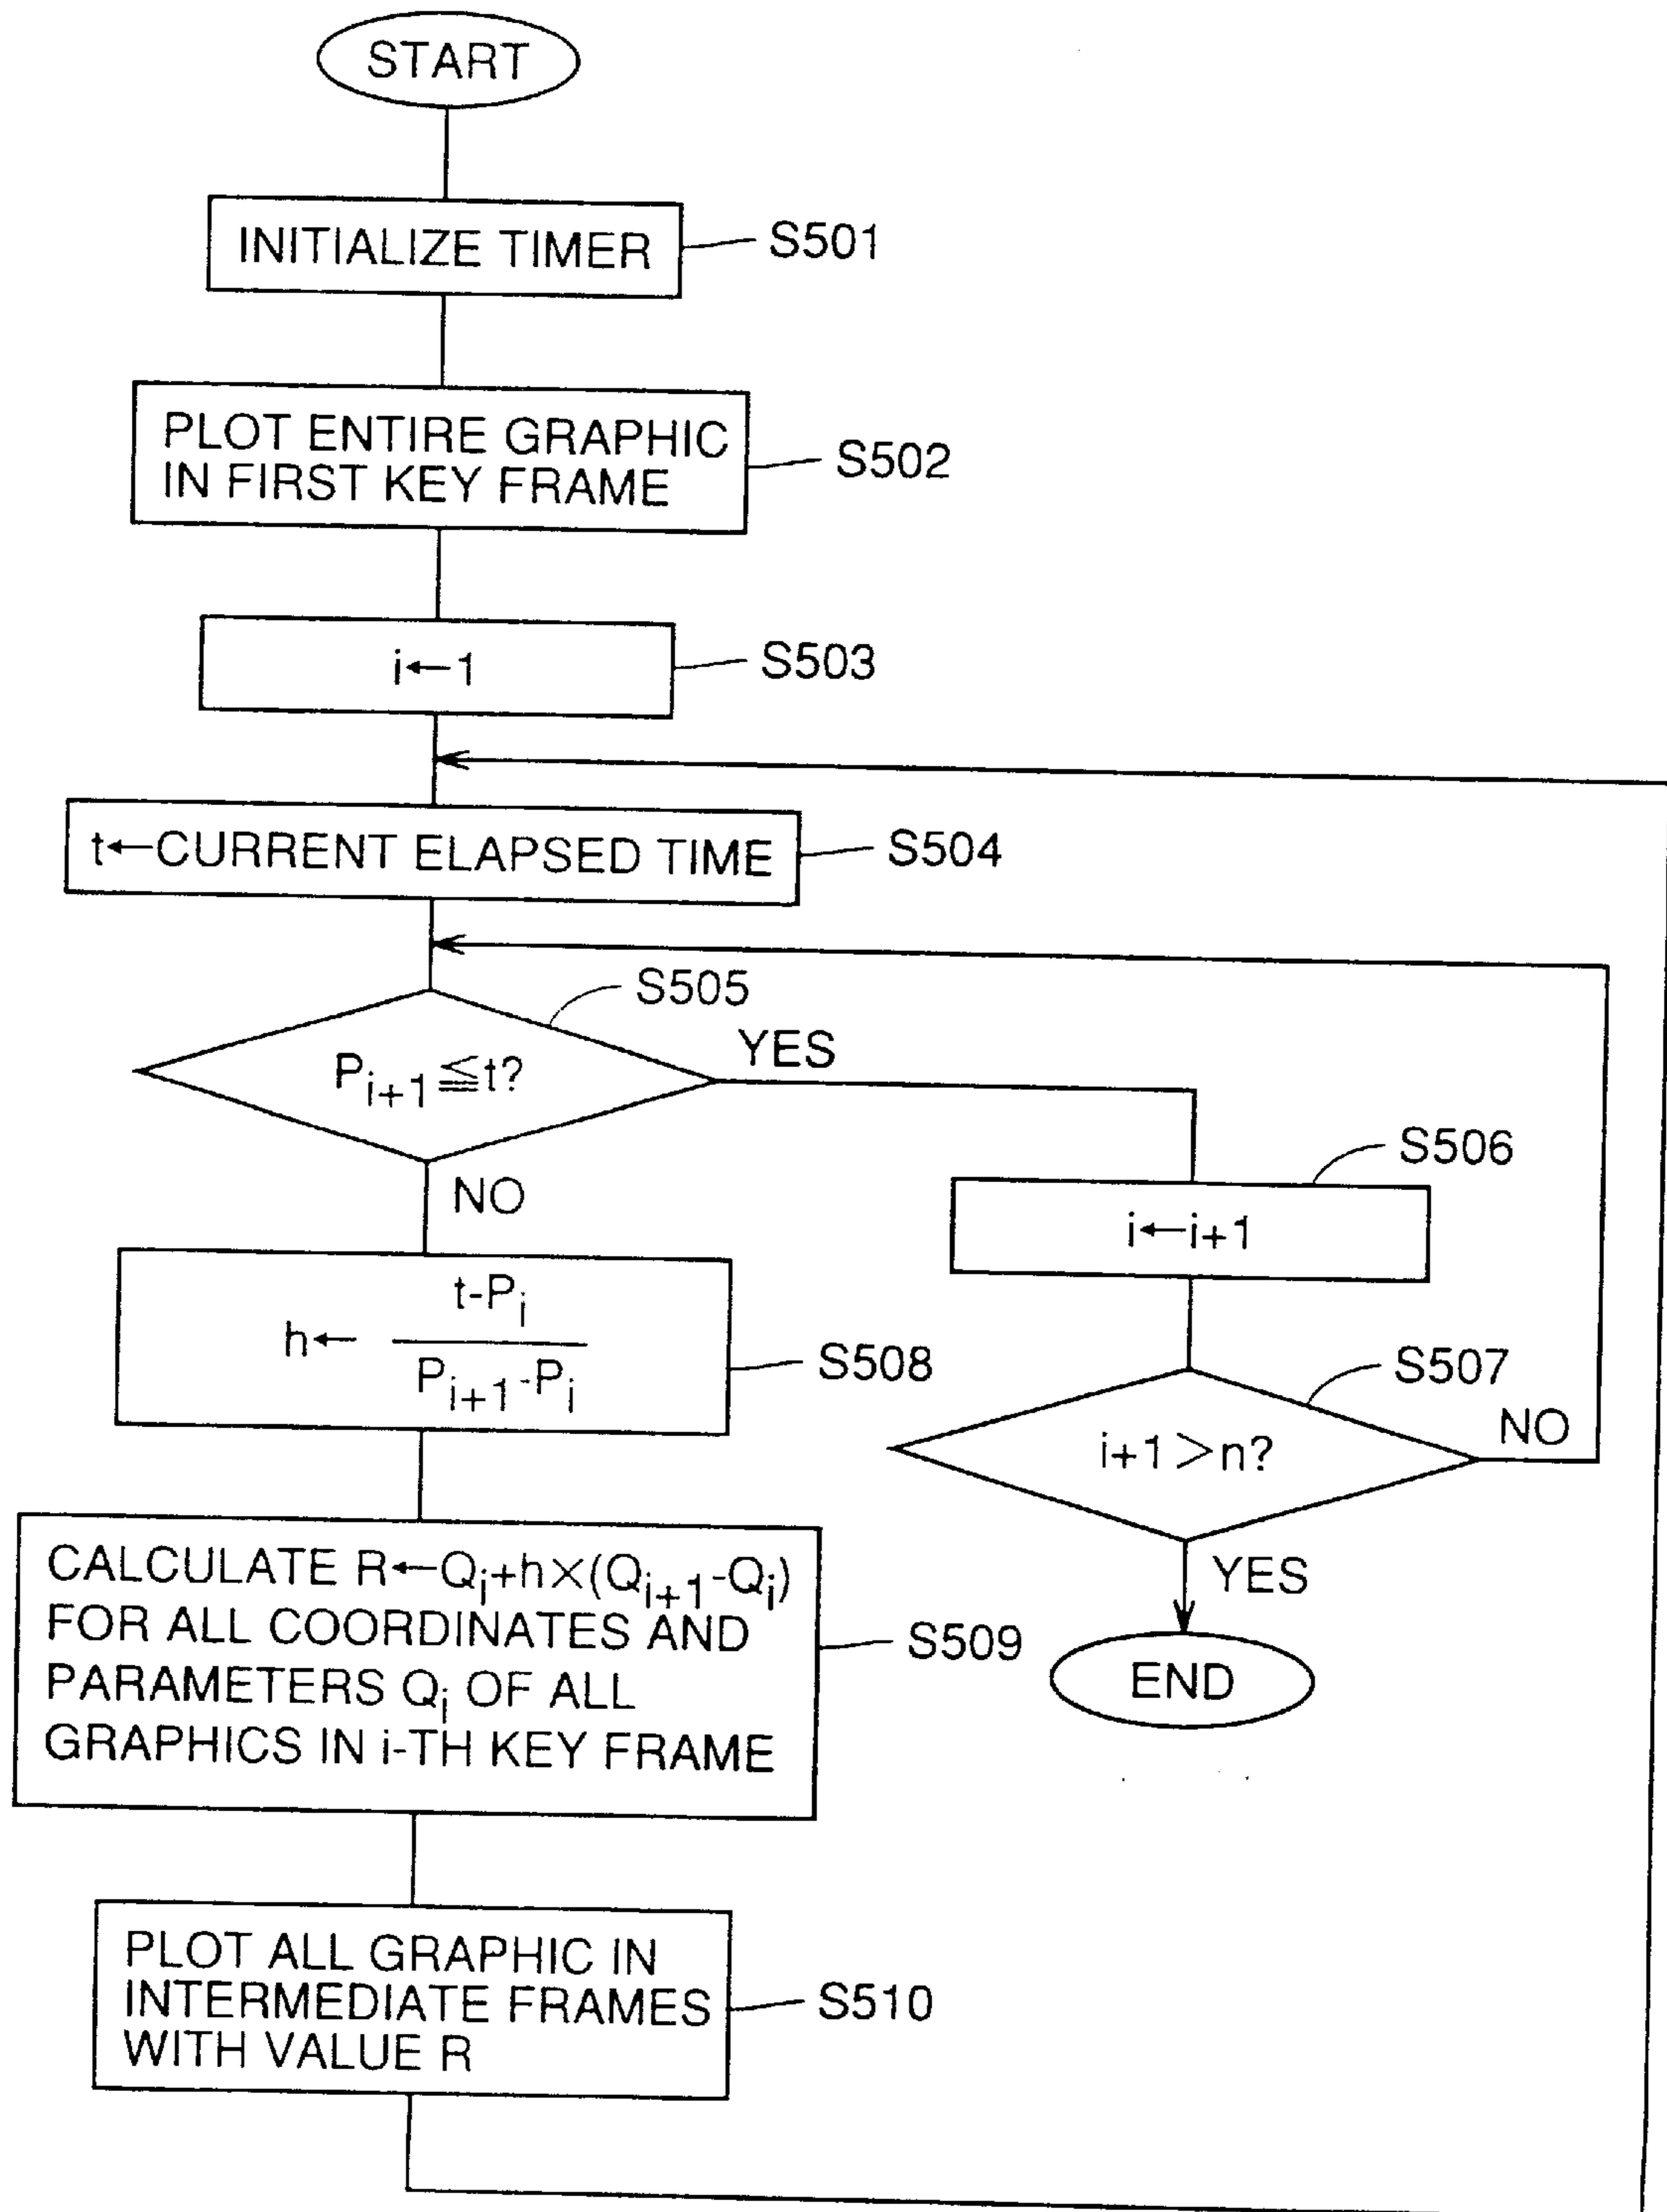 START
INITIALIZE TIMER
S501
PLOT ENTIRE GRAPHIC
IN FIRST KEY FRAME
S502
i←1
S503
t←CURRENT ELAPSED TIME
S504
S505
P_{i+1}≦t?
YES
NO
S506
i←i+1
h← \frac{t-P_i}{P_{i+1}-P_i}
S508
S507
i+1>n?
NO
YES
END
CALCULATE R←Q_i+h×(Q_{i+1}-Q_i)
FOR ALL COORDINATES AND
PARAMETERS Q_i OF ALL
GRAPHICS IN i-TH KEY FRAME
S509
PLOT ALL GRAPHIC IN
INTERMEDIATE FRAMES
WITH VALUE R
S510